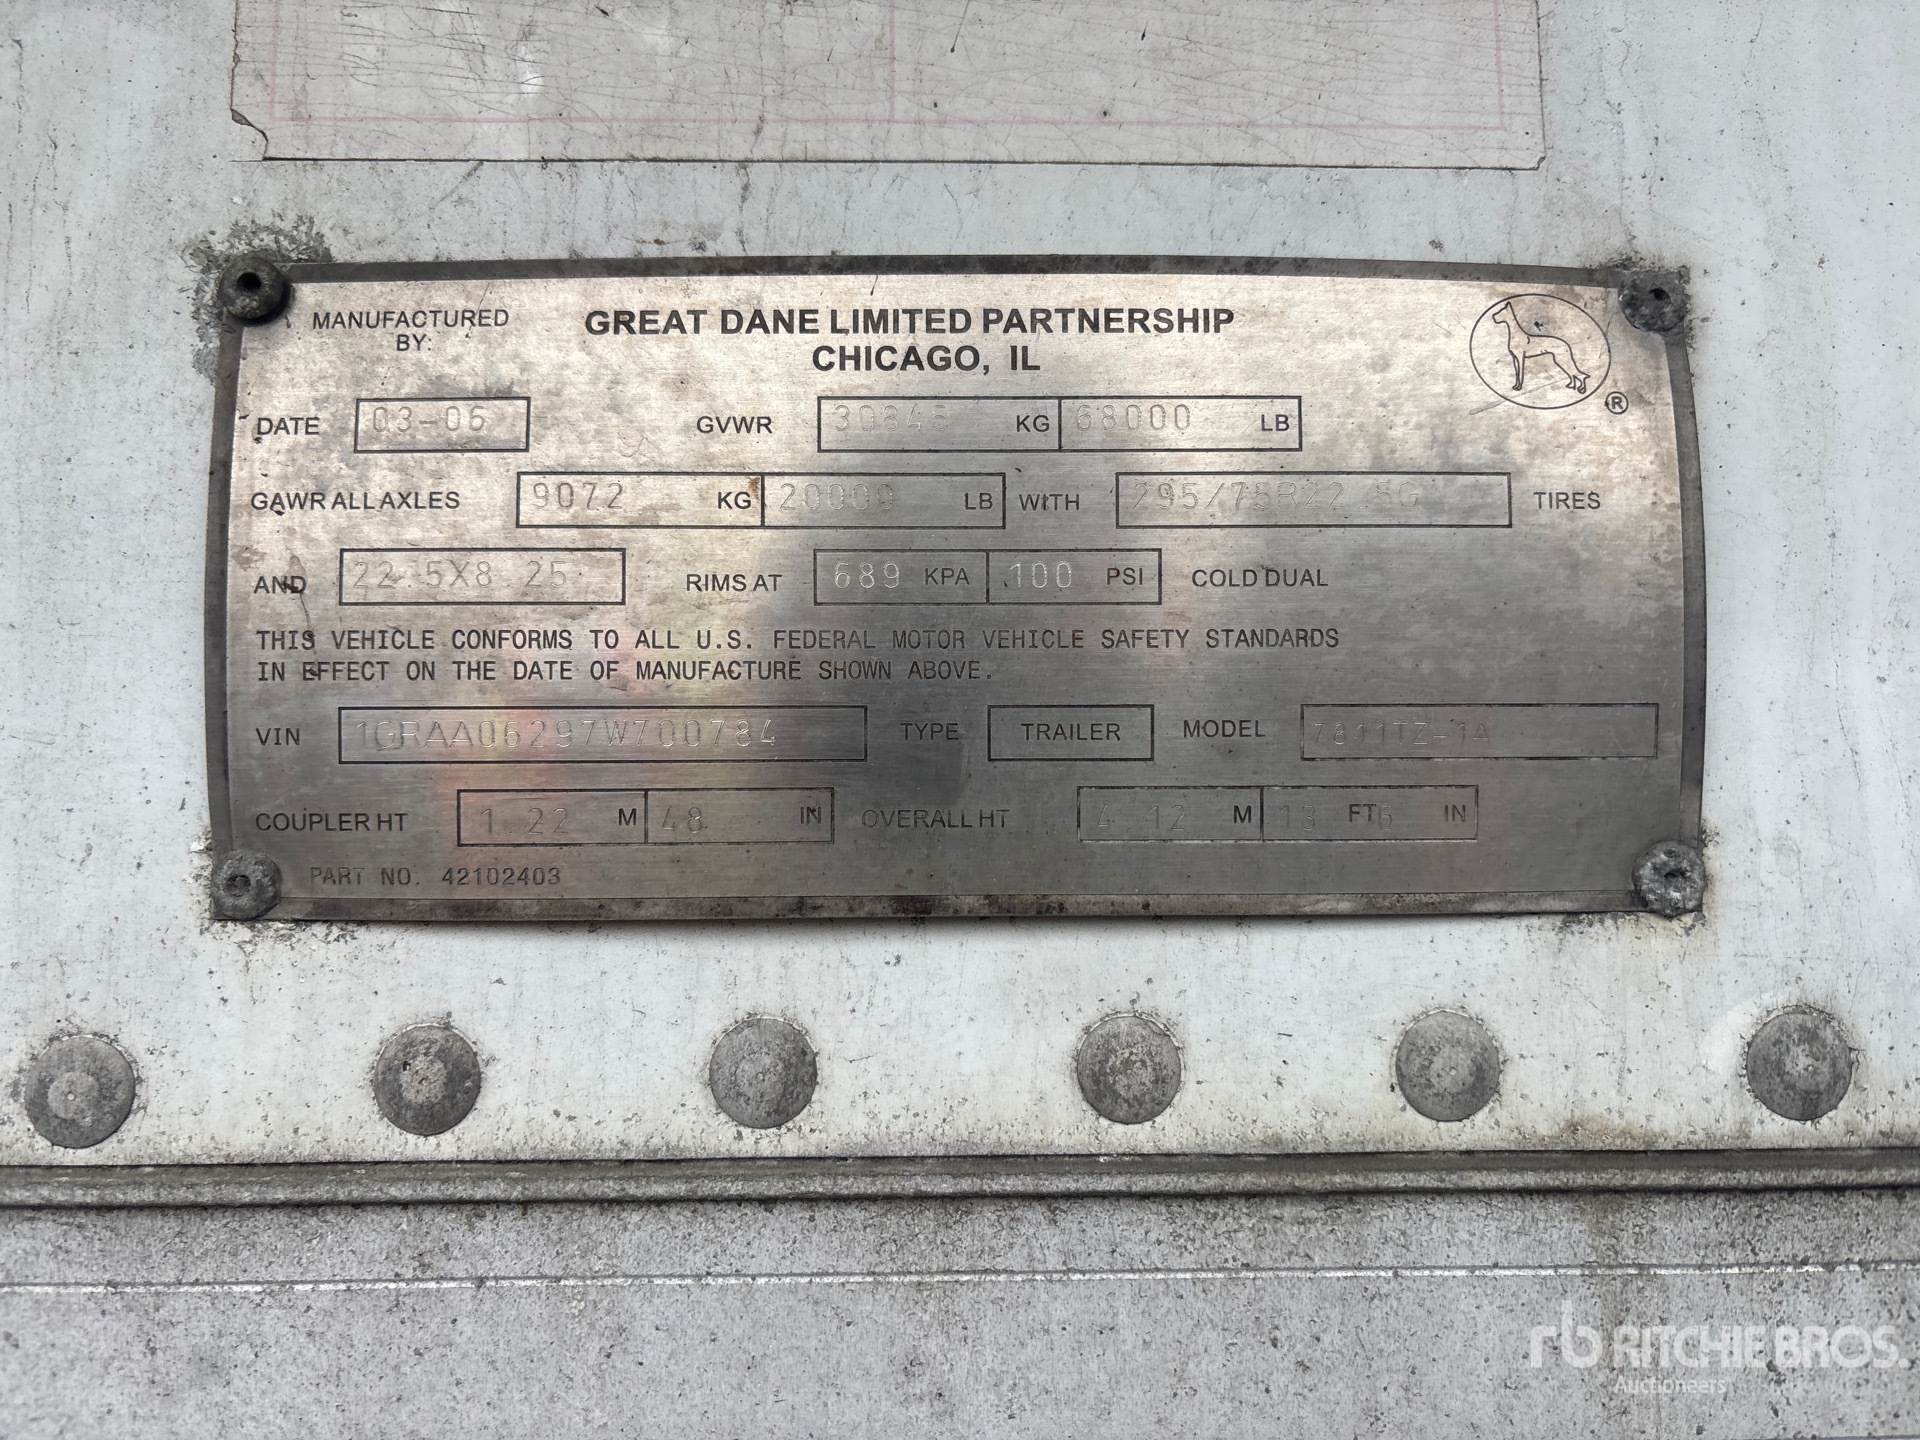 MANUFACTURED BY: GREAT DANE LIMITED PARTNERSHIP
CHICAGO, IL
®
DATE 03-06 GVWR 30845 KG 68000 LB
GAWR ALL AXLES 9072 KG 20000 LB WITH 295/75R22.5G TIRES
AND 22.5X8.25 RIMS AT 689 KPA 100 PSI COLD DUAL
THIS VEHICLE CONFORMS TO ALL U.S. FEDERAL MOTOR VEHICLE SAFETY STANDARDS
IN EFFECT ON THE DATE OF MANUFACTURE SHOWN ABOVE.
VIN 1GRAA06297W700784 TYPE TRAILER MODEL 7811TZ-1A
COUPLER HT 1.22 M 48 IN OVERALL HT 4.12 M 13 FT 6 IN
PART NO. 42102403
rb RITCHIE BROS.
Auctioneers